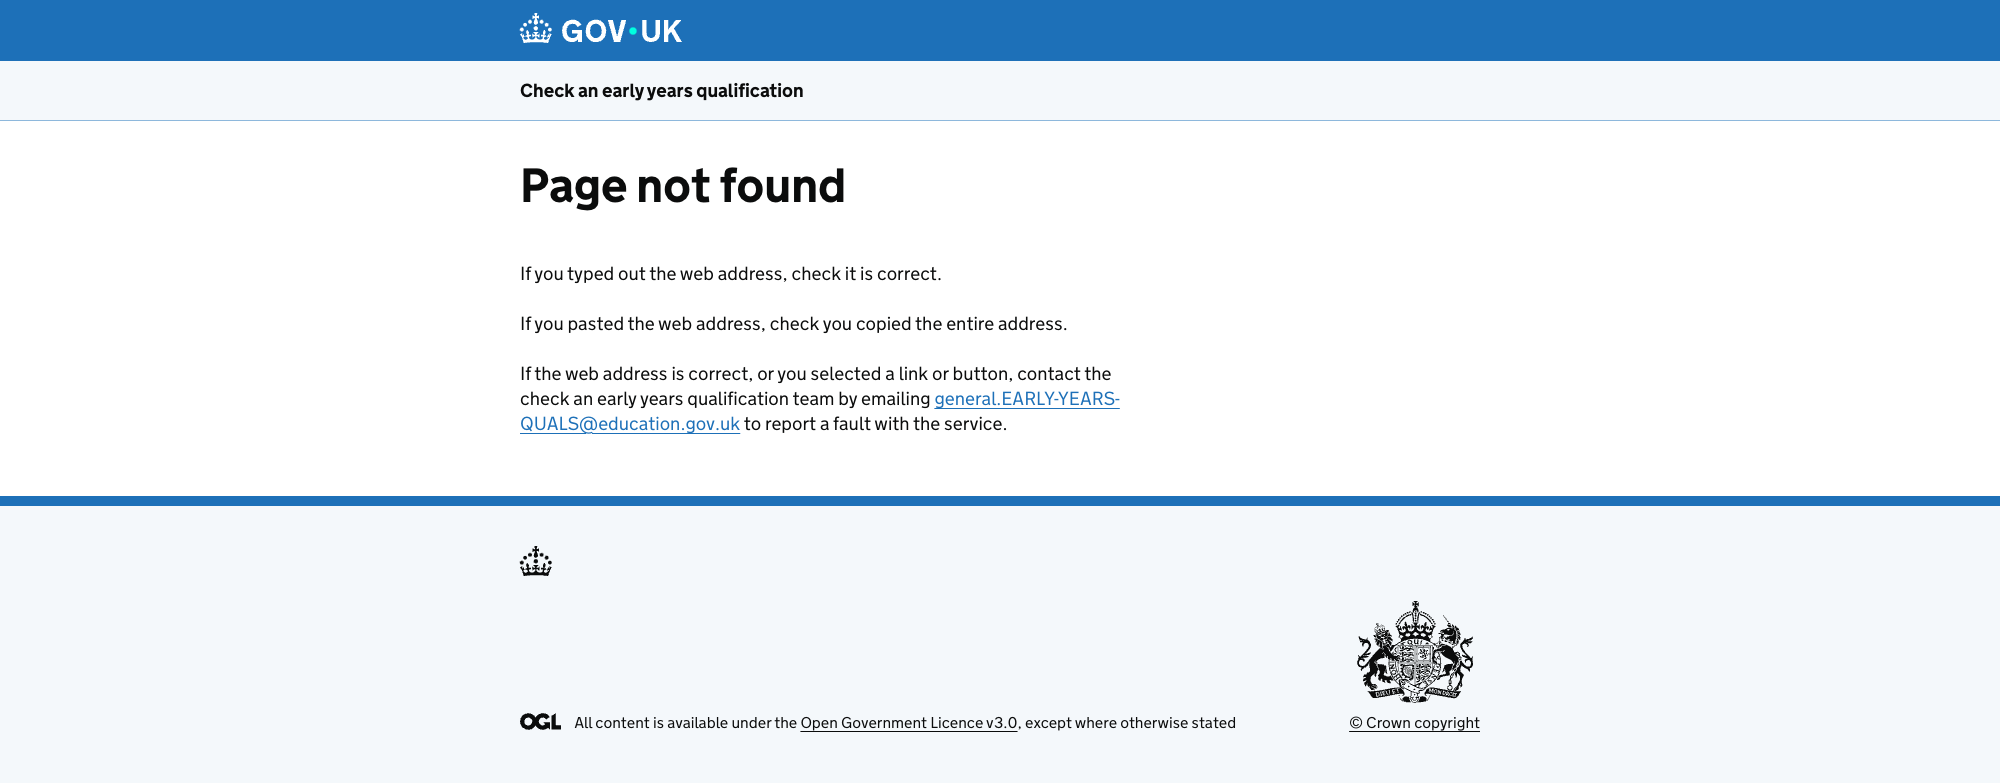 GOV·UK
Check an early years qualification
Page not found
If you typed out the web address, check it is correct.
If you pasted the web address, check you copied the entire address.
If the web address is correct, or you selected a link or button, contact the
check an early years qualification team by emailing general.EARLY-YEARS-
QUALS@education.gov.uk to report a fault with the service.
DIEU ET MON DROIT
OGL All content is available under the Open Government Licence v3.0, except where otherwise stated
© Crown copyright